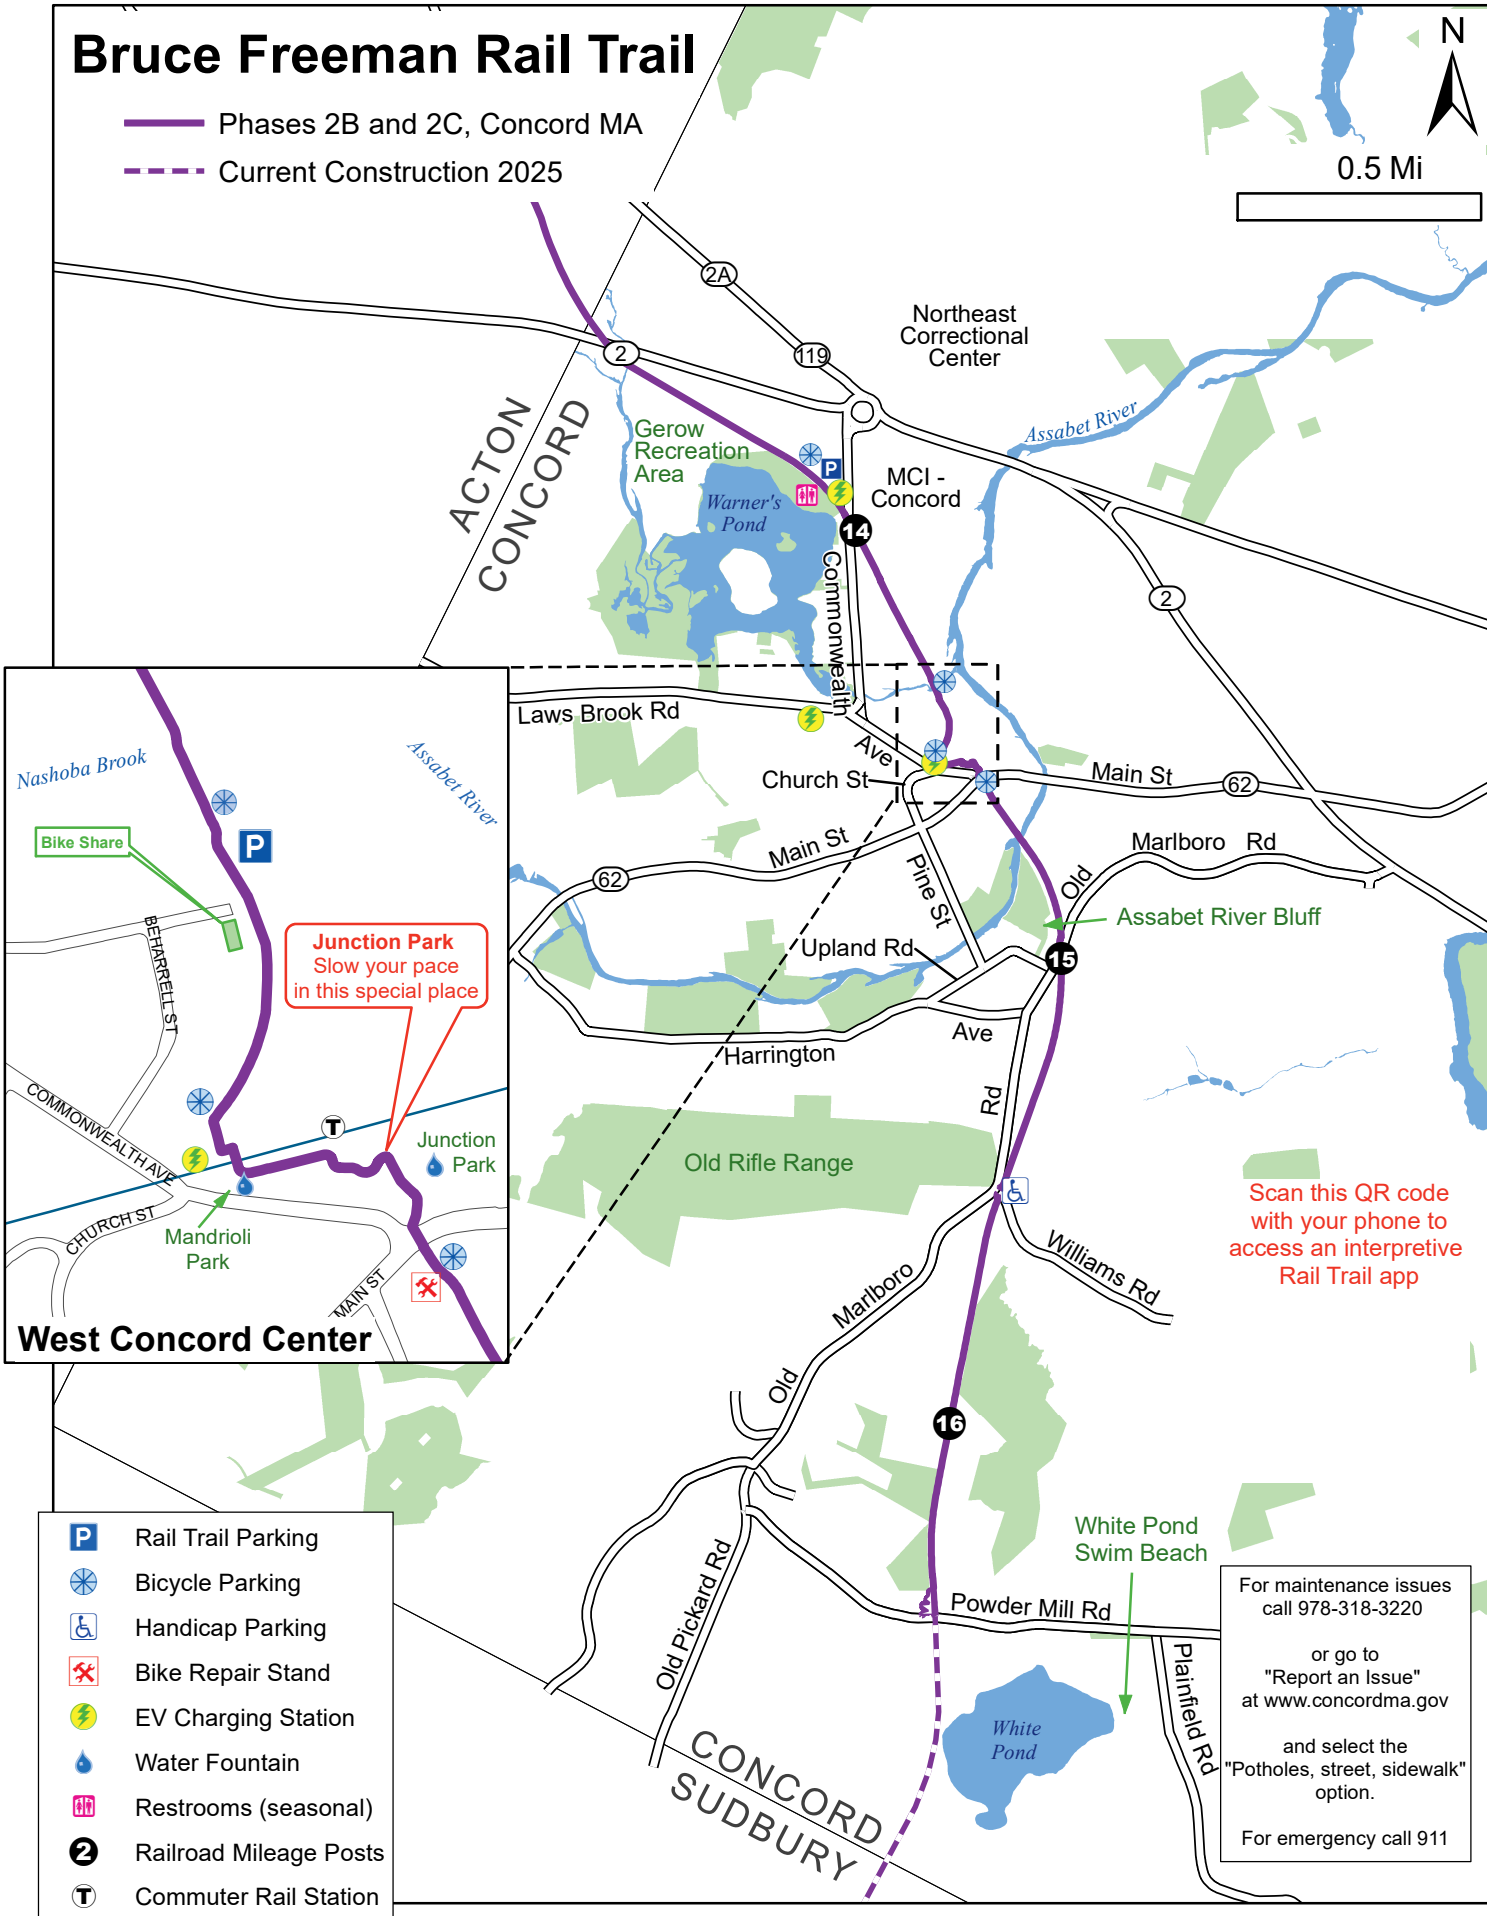 Bruce Freeman Rail Trail
Phases 2B and 2C, Concord MA
Current Construction 2025
N
0.5 Mi
2A
119
2
Northeast
Correctional
Center
ACTON
CONCORD
Gerow
Recreation
Area
P
Warner's
Pond
MCI -
Concord
14
Assabet River
Commonwealth
Ave
2
Laws Brook Rd
Church St
Main St
62
Main St
62
Pine St
Old
Marlboro Rd
Assabet River Bluff
Upland Rd
15
Harrington
Ave
Rd
Old Rifle Range
Williams Rd
Marlboro
Old
16
Scan this QR code
with your phone to
access an interpretive
Rail Trail app
Nashoba Brook
Assabet River
P
Bike Share
BEHARRELL ST
Junction Park
Slow your pace
in this special place
COMMONWEALTH AVE
T
Junction
Park
CHURCH ST
Mandrioli
Park
MAIN ST
West Concord Center
White Pond
Swim Beach
Old Pickard Rd
Powder Mill Rd
Plainfield Rd
White
Pond
CONCORD
SUDBURY
P Rail Trail Parking
Bicycle Parking
Handicap Parking
Bike Repair Stand
EV Charging Station
Water Fountain
Restrooms (seasonal)
2 Railroad Mileage Posts
T Commuter Rail Station
For maintenance issues
call 978-318-3220
or go to
"Report an Issue"
at www.concordma.gov
and select the
"Potholes, street, sidewalk"
option.
For emergency call 911